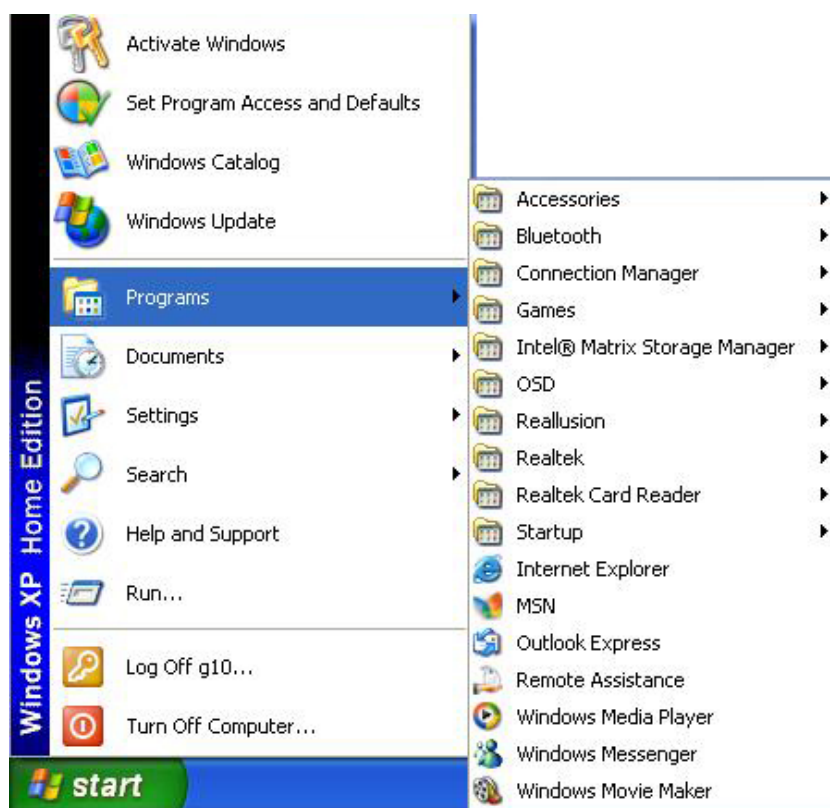 Activate Windows
Set Program Access and Defaults
Windows Catalog
Windows Update
Programs
Documents
Settings
Search
Help and Support
Run...
Log Off g10...
Turn Off Computer...
Windows XP Home Edition
start
Accessories
Bluetooth
Connection Manager
Games
Intel® Matrix Storage Manager
OSD
Reallusion
Realtek
Realtek Card Reader
Startup
Internet Explorer
MSN
Outlook Express
Remote Assistance
Windows Media Player
Windows Messenger
Windows Movie Maker